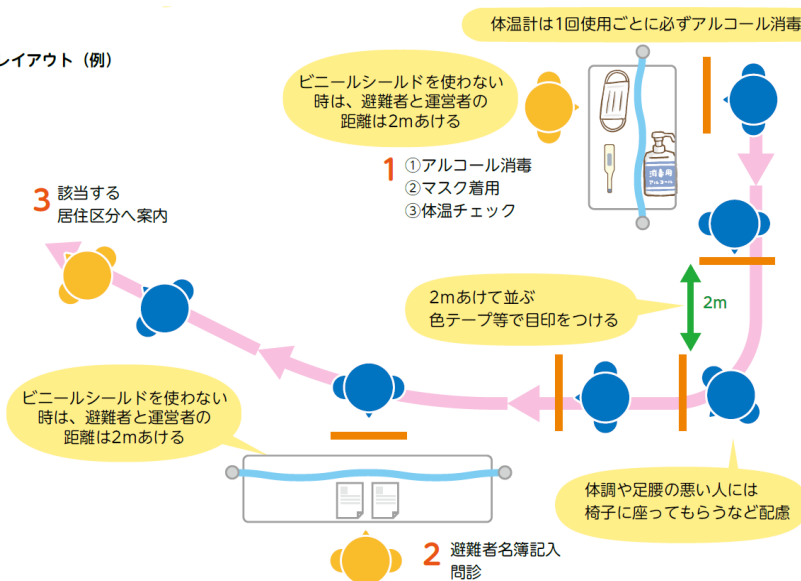 レイアウト（例）
体温計は1回使用ごとに必ずアルコール消毒
ビニールシールドを使わない
時は、避難者と運営者の
距離は2mあける
1 ①アルコール消毒
②マスク着用
③体温チェック
消毒用
アルコール
3 該当する
居住区分へ案内
2mあけて並ぶ
色テープ等で目印をつける
2m
ビニールシールドを使わない
時は、避難者と運営者の
距離は2mあける
体調や足腰の悪い人には
椅子に座ってもらうなど配慮
2 避難者名簿記入
問診